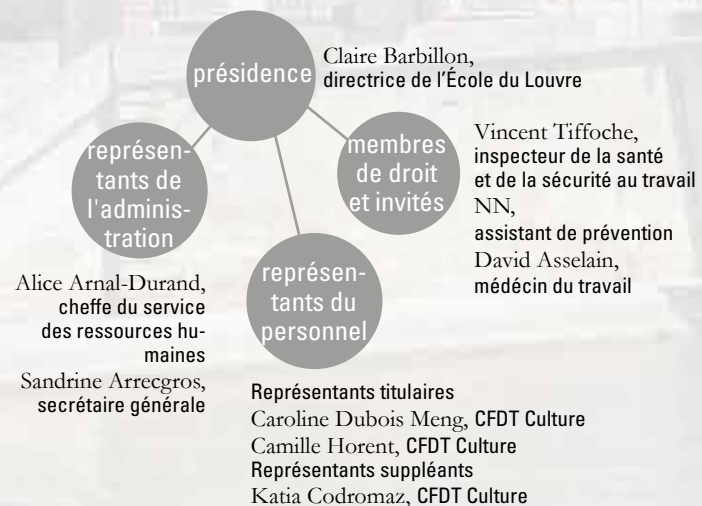 présidence
Claire Barbillon,
directrice de l'École du Louvre
représen-
tants de
l'adminis-
tration
Alice Arnal-Durand,
cheffe du service
des ressources hu-
maines
Sandrine Arrecgros,
secrétaire générale
représen-
tants du
personnel
Représentants titulaires
Caroline Dubois Meng, CFDT Culture
Camille Horent, CFDT Culture
Représentants suppléants
Katia Codromaz, CFDT Culture
membres
de droit
et invités
Vincent Tiffoche,
inspecteur de la santé
et de la sécurité au travail
NN,
assistant de prévention
David Asselain,
médécin du travail